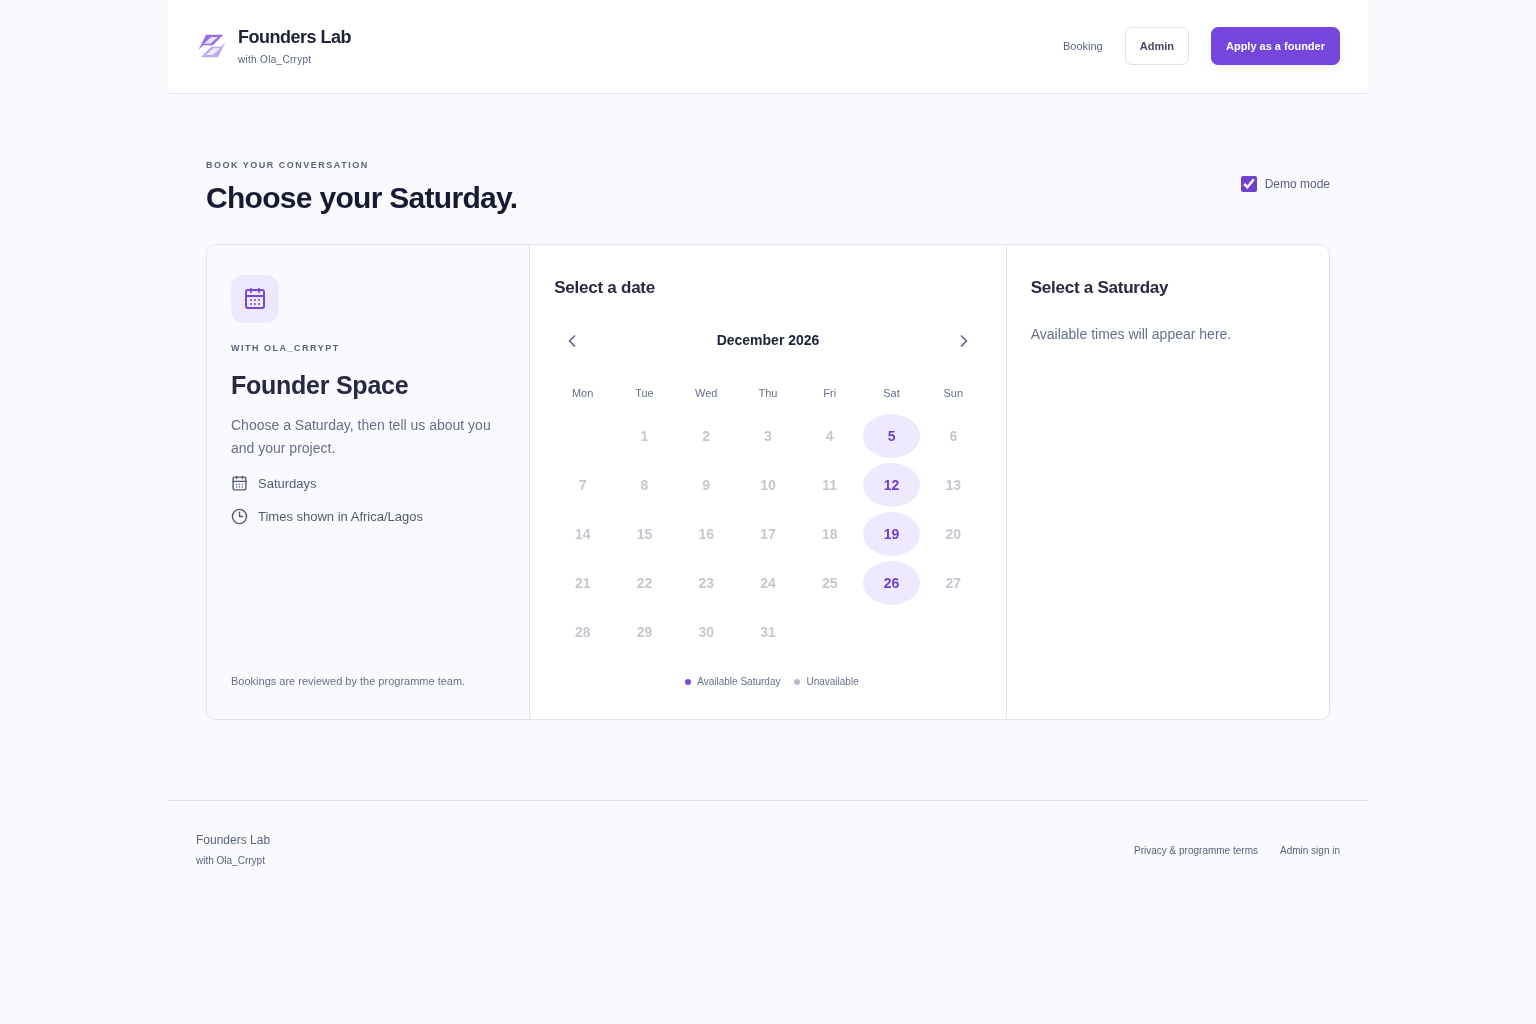 Founders Lab
with Ola_Crrypt
Booking
Admin
Apply as a founder
BOOK YOUR CONVERSATION
Choose your Saturday.
Demo mode
WITH OLA_CRRYPT
Founder Space
Choose a Saturday, then tell us about you
and your project.
Saturdays
Times shown in Africa/Lagos
Bookings are reviewed by the programme team.
Select a date
December 2026
Mon Tue Wed Thu Fri Sat Sun
1 2 3 4 5 6
7 8 9 10 11 12 13
14 15 16 17 18 19 20
21 22 23 24 25 26 27
28 29 30 31
Available Saturday Unavailable
Select a Saturday
Available times will appear here.
Founders Lab
with Ola_Crrypt
Privacy & programme terms
Admin sign in